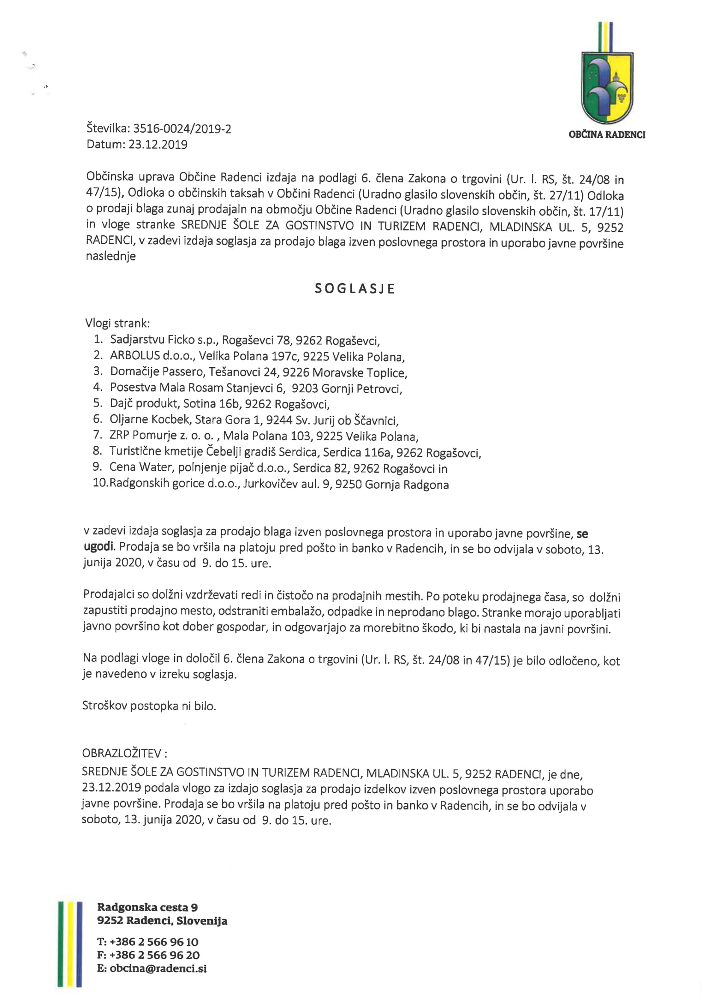 OBČINA RADENCI
Številka: 3516-0024/2019-2
Datum: 23.12.2019
Občinska uprava Občine Radenci izdaja na podlagi 6. člena Zakona o trgovini (Ur. l. RS, št. 24/08 in
47/15), Odloka o občinskih taksah v Občini Radenci (Uradno glasilo slovenskih občin, št. 27/11) Odloka
o prodaji blaga zunaj prodajaln na območju Občine Radenci (Uradno glasilo slovenskih občin, št. 17/11)
in vloge stranke SREDNJE ŠOLE ZA GOSTINSTVO IN TURIZEM RADENCI, MLADINSKA UL. 5, 9252
RADENCI, v zadevi izdaja soglasja za prodajo blaga izven poslovnega prostora in uporabo javne površine
naslednje
SOGLASJE
Vlogi strank:
1. Sadjarstvu Ficko s.p., Rogaševci 78, 9262 Rogaševci,
2. ARBOLUS d.o.o., Velika Polana 197c, 9225 Velika Polana,
3. Domačije Passero, Tešanovci 24, 9226 Moravske Toplice,
4. Posestva Mala Rosam Stanjevci 6, 9203 Gornji Petrovci,
5. Dajč produkt, Sotina 16b, 9262 Rogašovci,
6. Oljarne Kocbek, Stara Gora 1, 9244 Sv. Jurij ob Ščavnici,
7. ZRP Pomurje z. o. o. , Mala Polana 103, 9225 Velika Polana,
8. Turistične kmetije Čebelji gradiš Serdica, Serdica 116a, 9262 Rogašovci,
9. Cena Water, polnjenje pijač d.o.o., Serdica 82, 9262 Rogašovci in
10. Radgonskih gorice d.o.o., Jurkovičev aul. 9, 9250 Gornja Radgona
v zadevi izdaja soglasja za prodajo blaga izven poslovnega prostora in uporabo javne površine, se
ugodi. Prodaja se bo vršila na platoju pred pošto in banko v Radencih, in se bo odvijala v soboto, 13.
junija 2020, v času od 9. do 15. ure.
Prodajalci so dolžni vzdrževati redi in čistočo na prodajnih mestih. Po poteku prodajnega časa, so dolžni
zapustiti prodajno mesto, odstraniti embalažo, odpadke in neprodano blago. Stranke morajo uporabljati
javno površino kot dober gospodar, in odgovarjajo za morebitno škodo, ki bi nastala na javni površini.
Na podlagi vloge in določil 6. člena Zakona o trgovini (Ur. l. RS, št. 24/08 in 47/15) je bilo odločeno, kot
je navedeno v izreku soglasja.
Stroškov postopka ni bilo.
OBRAZLOŽITEV :
SREDNJE ŠOLE ZA GOSTINSTVO IN TURIZEM RADENCI, MLADINSKA UL. 5, 9252 RADENCI, je dne,
23.12.2019 podala vlogo za izdajo soglasja za prodajo izdelkov izven poslovnega prostora uporabo
javne površine. Prodaja se bo vršila na platoju pred pošto in banko v Radencih, in se bo odvijala v
soboto, 13. junija 2020, v času od 9. do 15. ure.
Radgonska cesta 9
9252 Radenci, Slovenija
T: +386 2 566 96 10
F: +386 2 566 96 20
E: obcina@radenci.si